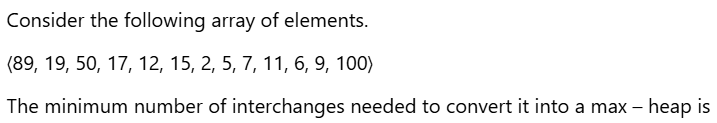 Consider the following array of elements.
⟨89, 19, 50, 17, 12, 15, 2, 5, 7, 11, 6, 9, 100⟩
The minimum number of interchanges needed to convert it into a max – heap is